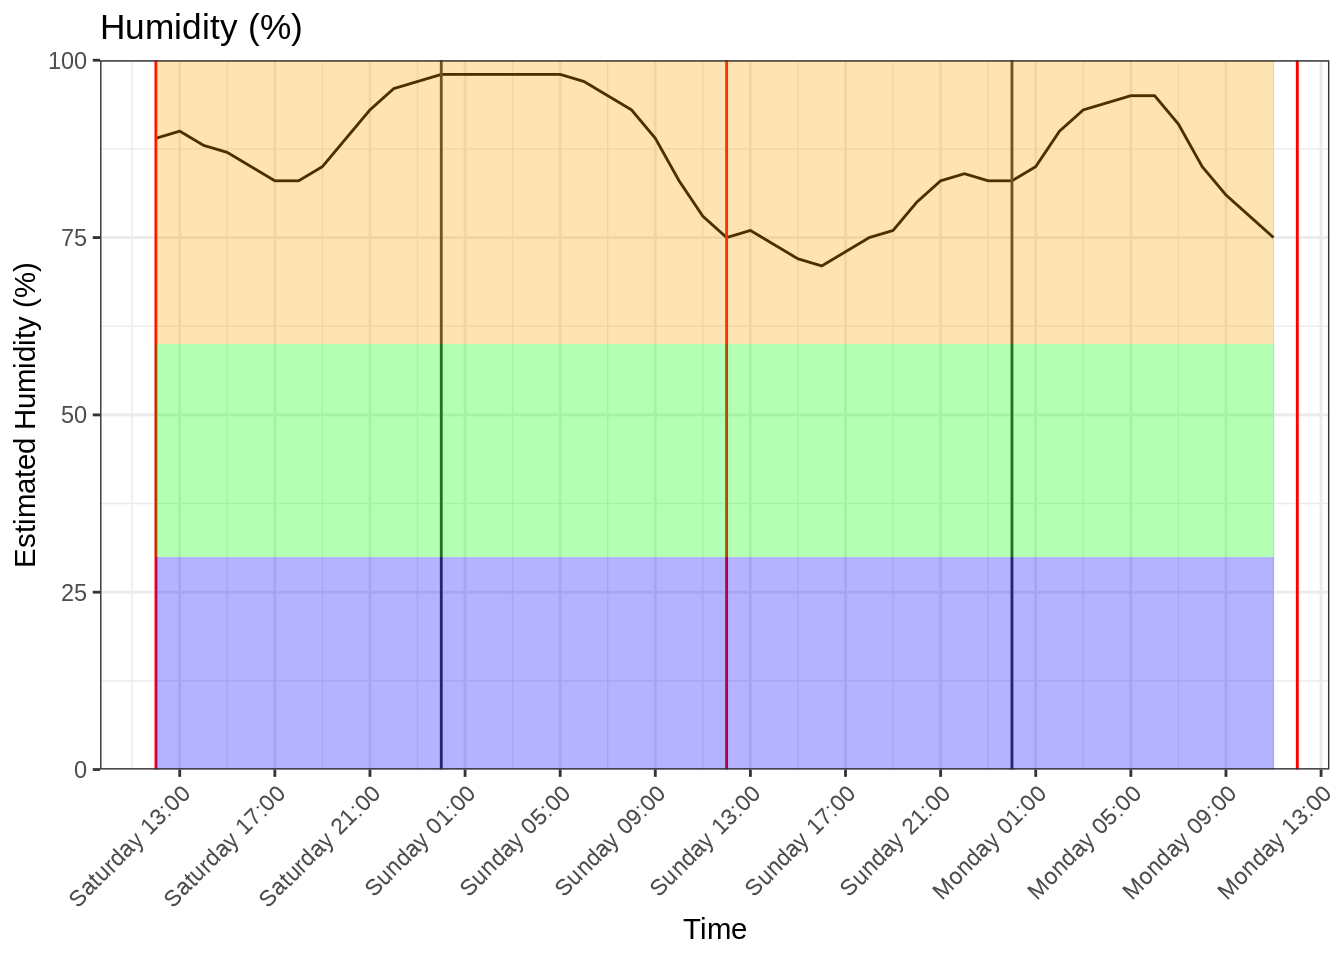 Humidity (%)
Estimated Humidity (%)
100
75
50
25
0
Saturday 13:00
Saturday 17:00
Saturday 21:00
Sunday 01:00
Sunday 05:00
Sunday 09:00
Sunday 13:00
Sunday 17:00
Sunday 21:00
Monday 01:00
Monday 05:00
Monday 09:00
Monday 13:00
Time